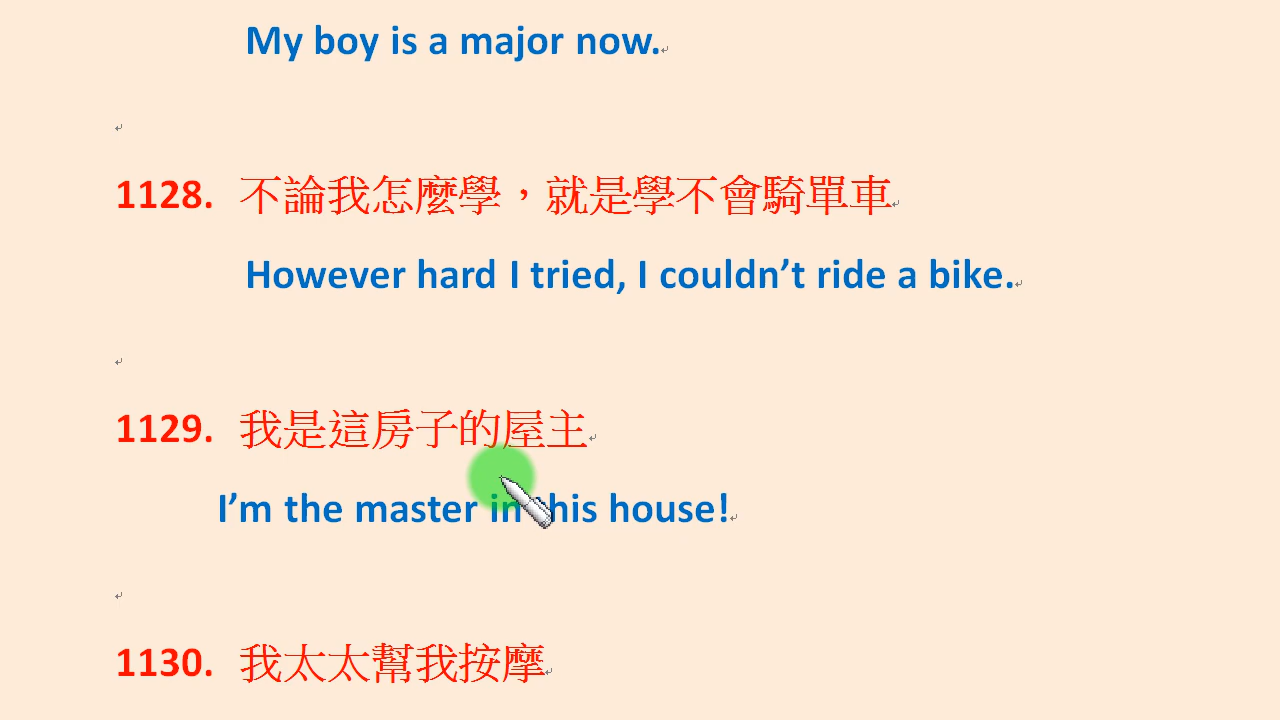 My boy is a major now.
1128. 不論我怎麼學，就是學不會騎單車
However hard I tried, I couldn’t ride a bike.
1129. 我是這房子的屋主
I’m the master in this house!
1130. 我太太幫我按摩